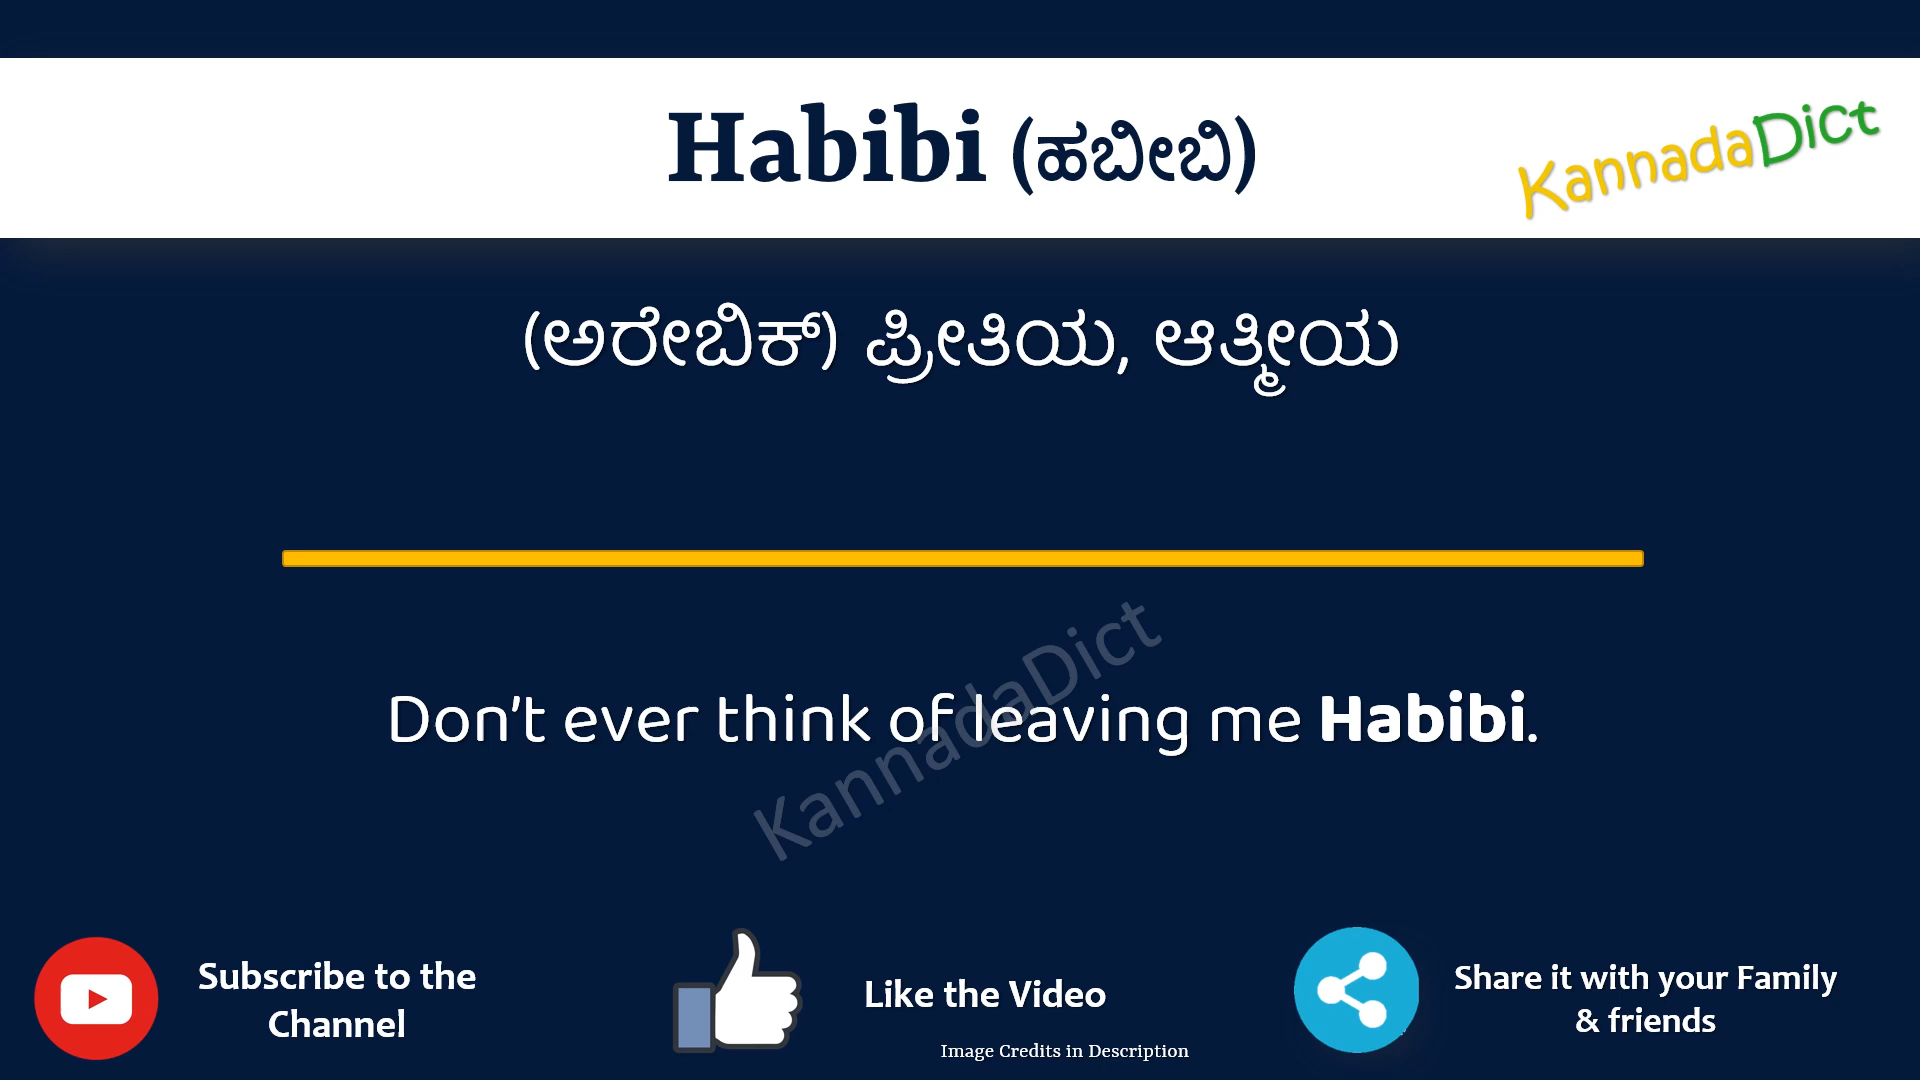 Habibi (ಹಬೀಬಿ)
KannadaDict
(ಅರೇಬಿಕ್) ಪ್ರೀತಿಯ, ಆತ್ಮೀಯ
Don't ever think of leaving me Habibi.
KannadaDict
Subscribe to the
Channel
Like the Video
Share it with your Family
& friends
Image Credits in Description